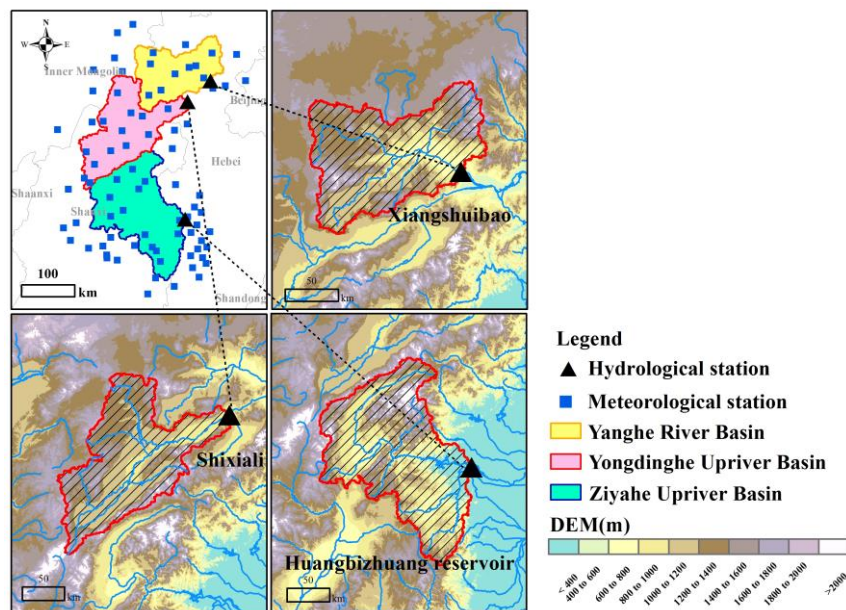 N
W E
S
Inner Mongolia
Beijing
Hebei
Shaanxi
Shanxi
Shandong
100
km
Xiangshuibao
50
km
Shixiali
50
km
Huangbizhuang reservoir
50
km
Legend
Hydrological station
Meteorological station
Yanghe River Basin
Yongdinghe Upriver Basin
Ziyahe Upriver Basin
DEM(m)
< 400
400 to 600
600 to 800
800 to 1000
1000 to 1200
1200 to 1400
1400 to 1600
1600 to 1800
1800 to 2000
>2000